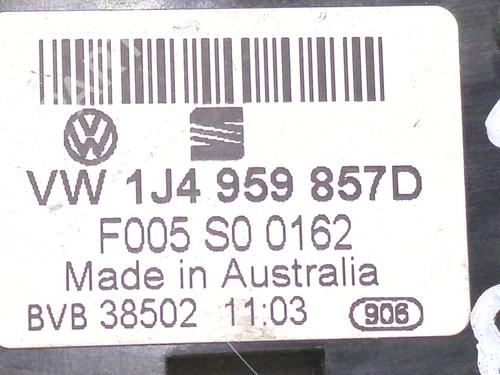 VW 1J4 959 857D
F005 S0 0162
Made in Australia
BVB 38502 11:03 906